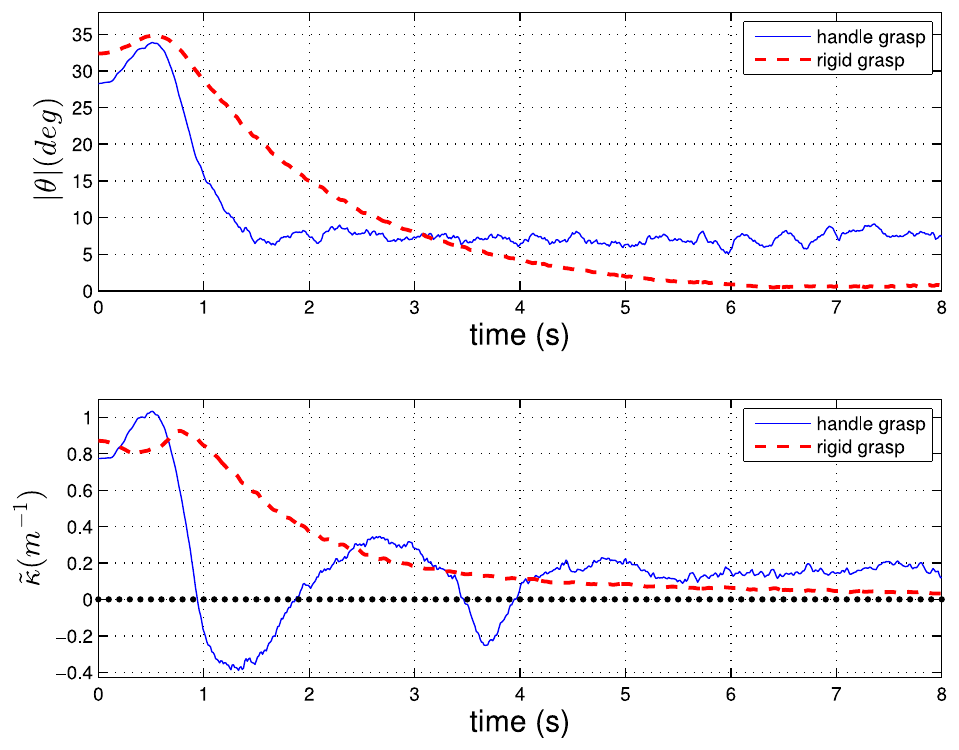 35
30
25
20
15
10
5
0
|θ|(deg)
handle grasp
rigid grasp
0 1 2 3 4 5 6 7 8
time (s)
1
0.8
0.6
0.4
0.2
0
−0.2
−0.4
κ̃(m⁻¹)
handle grasp
rigid grasp
0 1 2 3 4 5 6 7 8
time (s)